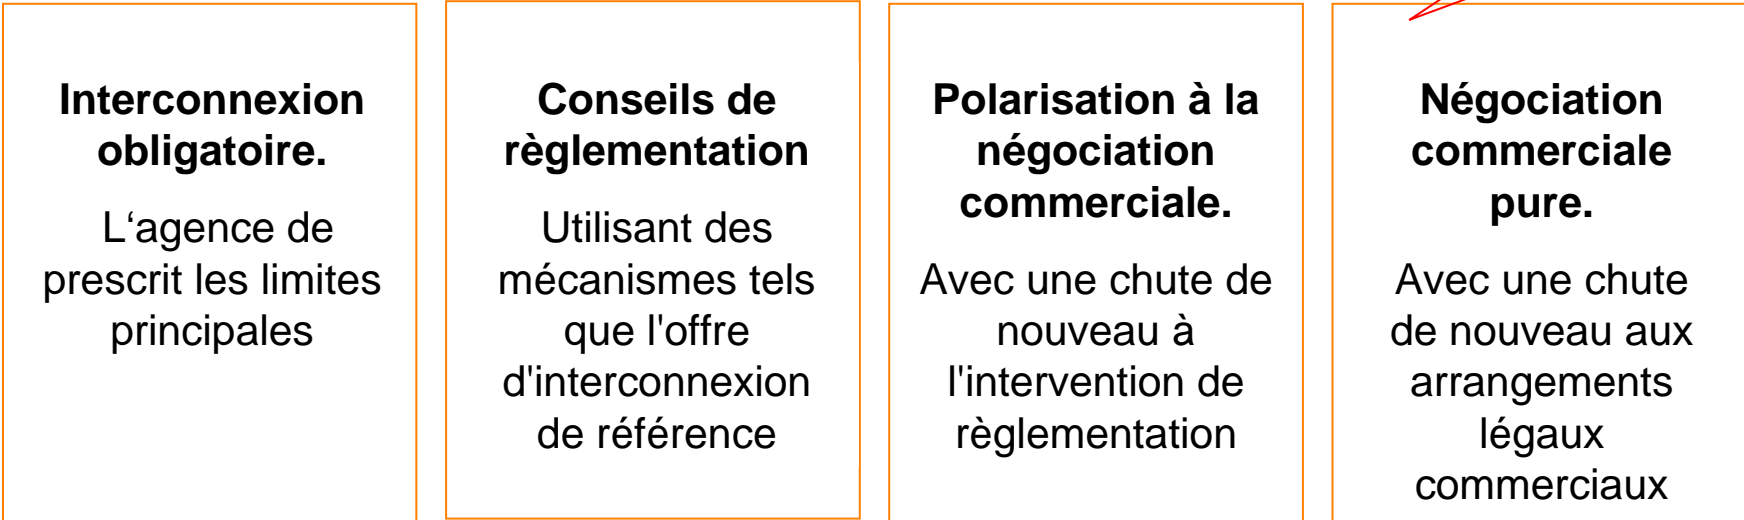 Interconnexion
obligatoire.
L‘agence de
prescrit les limites
principales
Conseils de
règlementation
Utilisant des
mécanismes tels
que l'offre
d'interconnexion
de référence
Polarisation à la
négociation
commerciale.
Avec une chute de
nouveau à
l'intervention de
règlementation
Négociation
commerciale
pure.
Avec une chute
de nouveau aux
arrangements
légaux
commerciaux